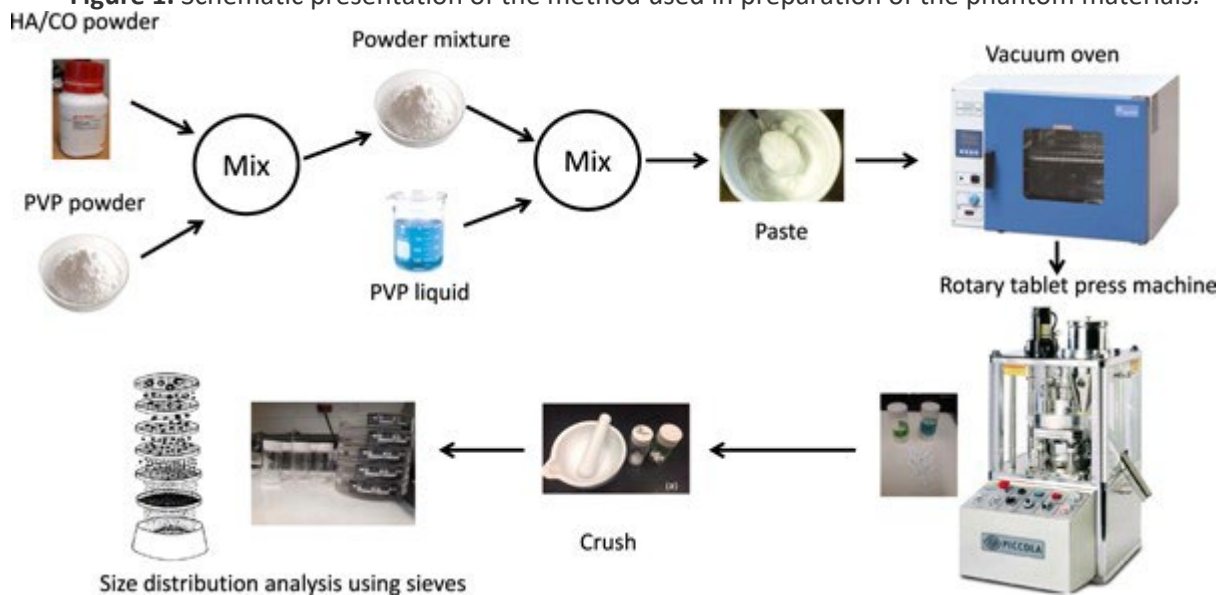 Figure 1. Schematic presentation of the method used in preparation of the phantom materials.
HA/CO powder
Powder mixture
Vacuum oven
Mix
Mix
PVP powder
PVP liquid
Paste
Rotary tablet press machine
Crush
(a)
PICCOLA
Size distribution analysis using sieves